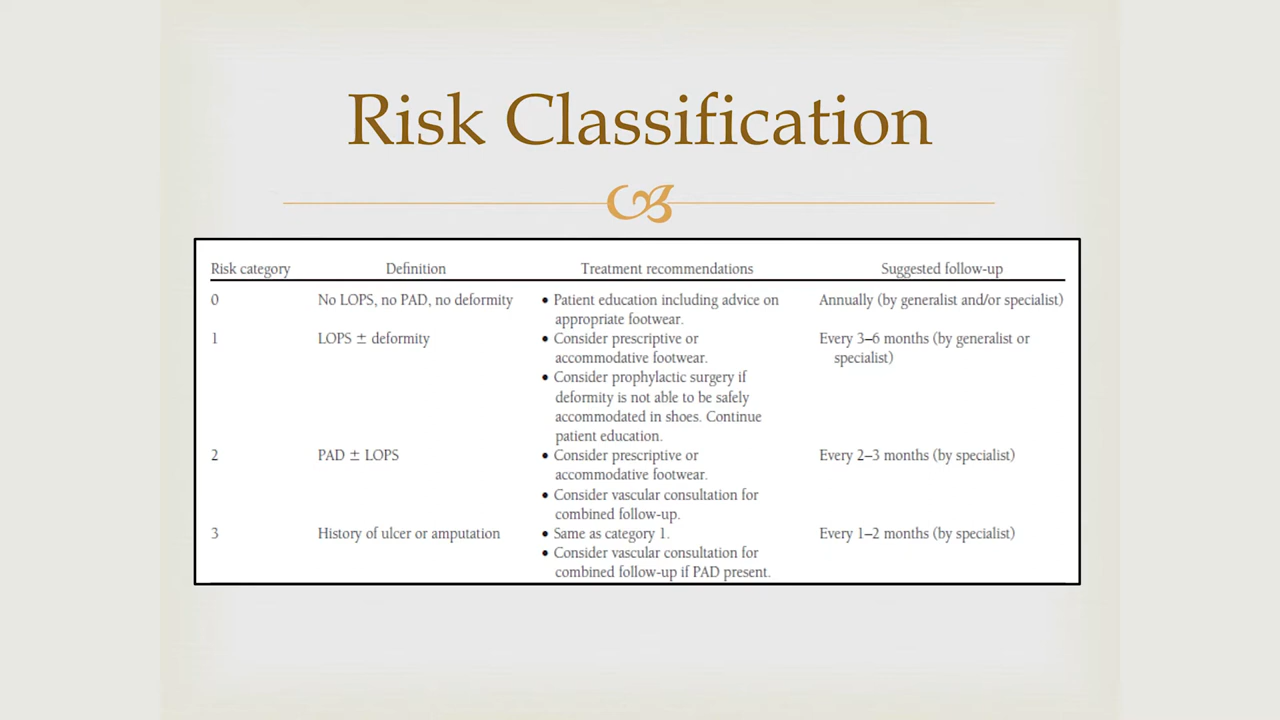 Risk Classification
Risk category Definition Treatment recommendations Suggested follow-up
0 No LOPS, no PAD, no deformity • Patient education including advice on Annually (by generalist and/or specialist)
appropriate footwear.
1 LOPS ± deformity • Consider prescriptive or Every 3–6 months (by generalist or
accommodative footwear. specialist)
• Consider prophylactic surgery if
deformity is not able to be safely
accommodated in shoes. Continue
patient education.
2 PAD ± LOPS • Consider prescriptive or Every 2–3 months (by specialist)
accommodative footwear.
• Consider vascular consultation for
combined follow-up.
3 History of ulcer or amputation • Same as category 1. Every 1–2 months (by specialist)
• Consider vascular consultation for
combined follow-up if PAD present.